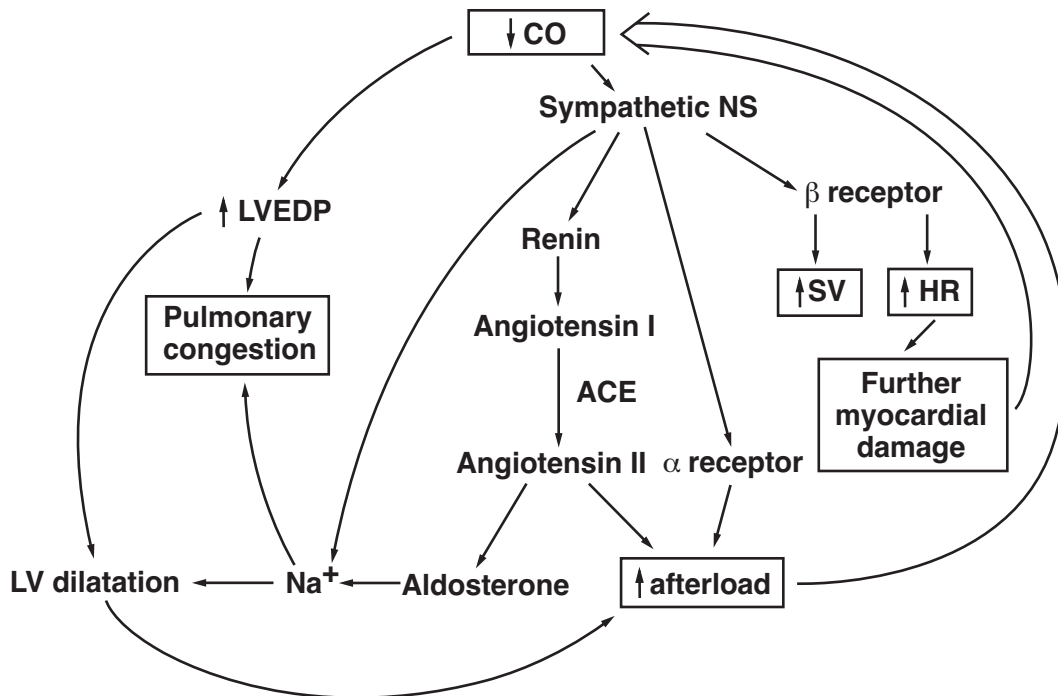 ↓ CO
Sympathetic NS
↑ LVEDP
β receptor
Renin
↑ SV
↑ HR
Pulmonary
congestion
Angiotensin I
ACE
Further
myocardial
damage
Angiotensin II
α receptor
LV dilatation
Na⁺
Aldosterone
↑ afterload